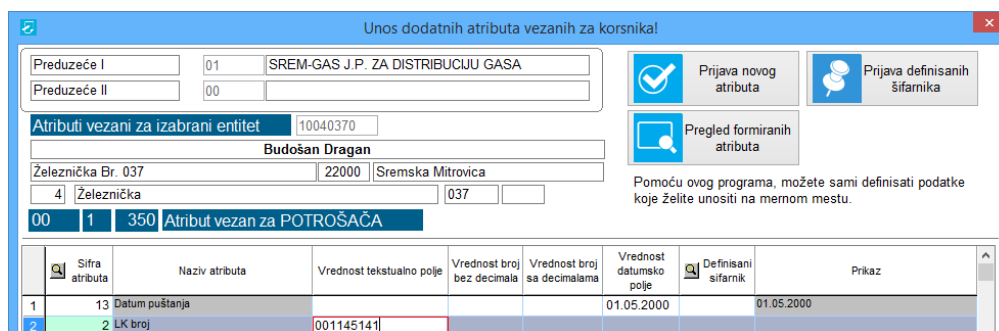 Unos dodatnih atributa vezanih za korsnika!
Preduzeće I 01 SREM-GAS J.P. ZA DISTRIBUCIJU GASA
Preduzeće II 00
Atributi vezani za izabrani entitet 10040370
Budošan Dragan
Železnička Br. 037 22000 Sremska Mitrovica
4 Železnička 037
00 1 350 Atribut vezan za POTROŠAČA
Prijava novog
atributa
Prijava definisanih
šifarnika
Pregled formiranih
atributa
Pomoću ovog programa, možete sami definisati podatke
koje želite unositi na mernom mestu.
Sifra
atributa
Naziv atributa
Vrednost tekstualno polje
Vrednost broj
bez decimala
Vrednost broj
sa decimalama
Vrednost
datumsko
polje
Definisani
sifarnik
Prikaz
1 13 Datum puštanja 01.05.2000 01.05.2000
2 2 LK broj 001145141